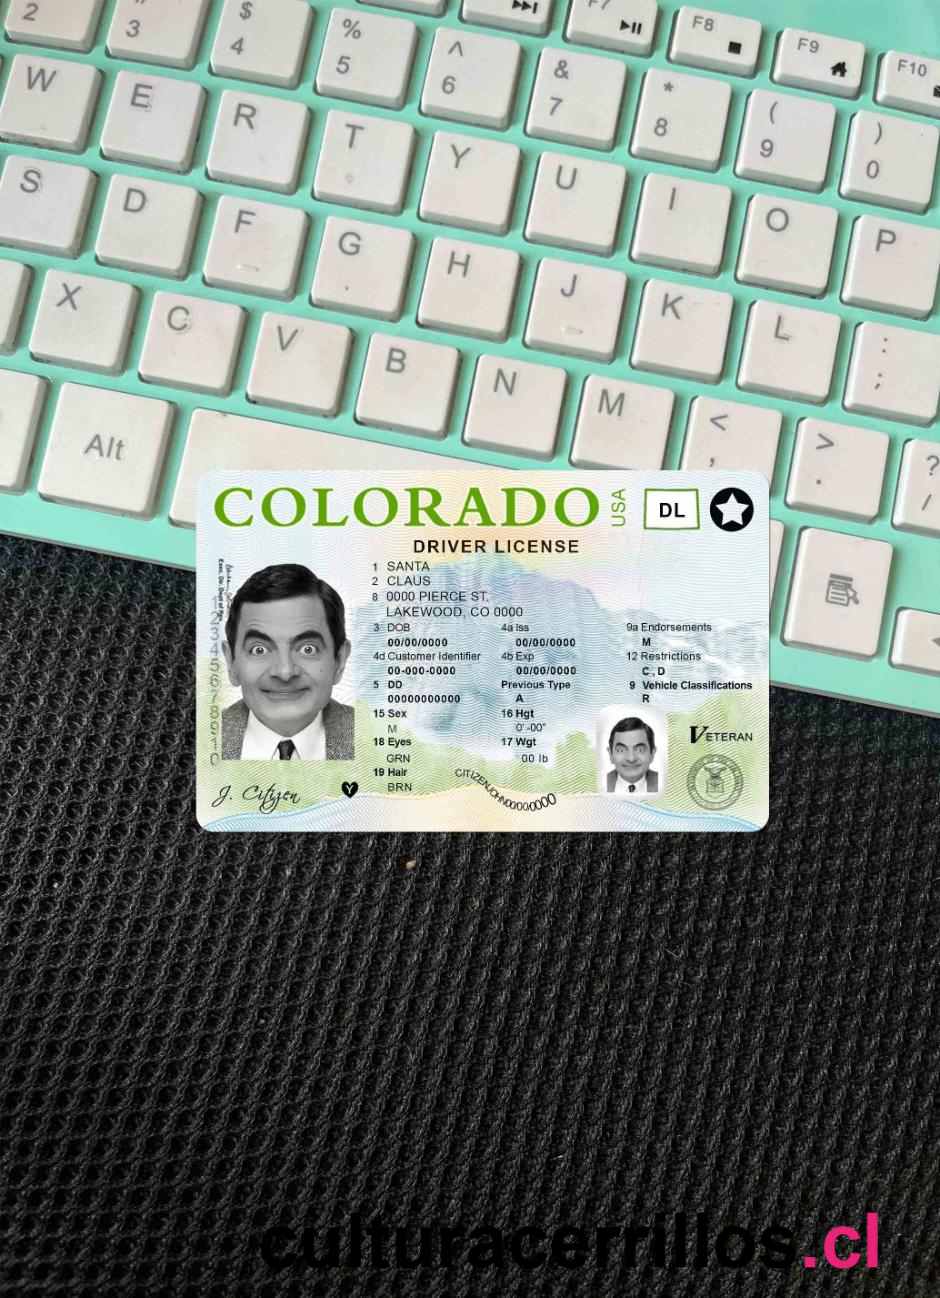 2
3
$
4
%
5
^
6
&
7
*
8
(
9
)
0
F7
F8
F9
F10
W
E
R
T
Y
U
I
O
P
S
D
F
G
H
J
K
L
:
;
X
C
V
B
N
M
<
,
>
.
?
/
Alt
COLORADO
USA
DL
DRIVER LICENSE
1 SANTA
2 CLAUS
8 0000 PIERCE ST.
LAKEWOOD, CO 0000
3 DOB 4a Iss 9a Endorsements
00/00/0000 00/00/0000 M
4d Customer Identifier 4b Exp 12 Restrictions
00-000-0000 00/00/0000 C , D
5 DD Previous Type 9 Vehicle Classifications
00000000000 A R
15 Sex 16 Hgt
M 0' -00"
18 Eyes 17 Wgt
GRN 00 lb
19 Hair
BRN
VETERAN
J. Citizen
Y
CITIZENJOHN00000000
culturacerrillos.cl